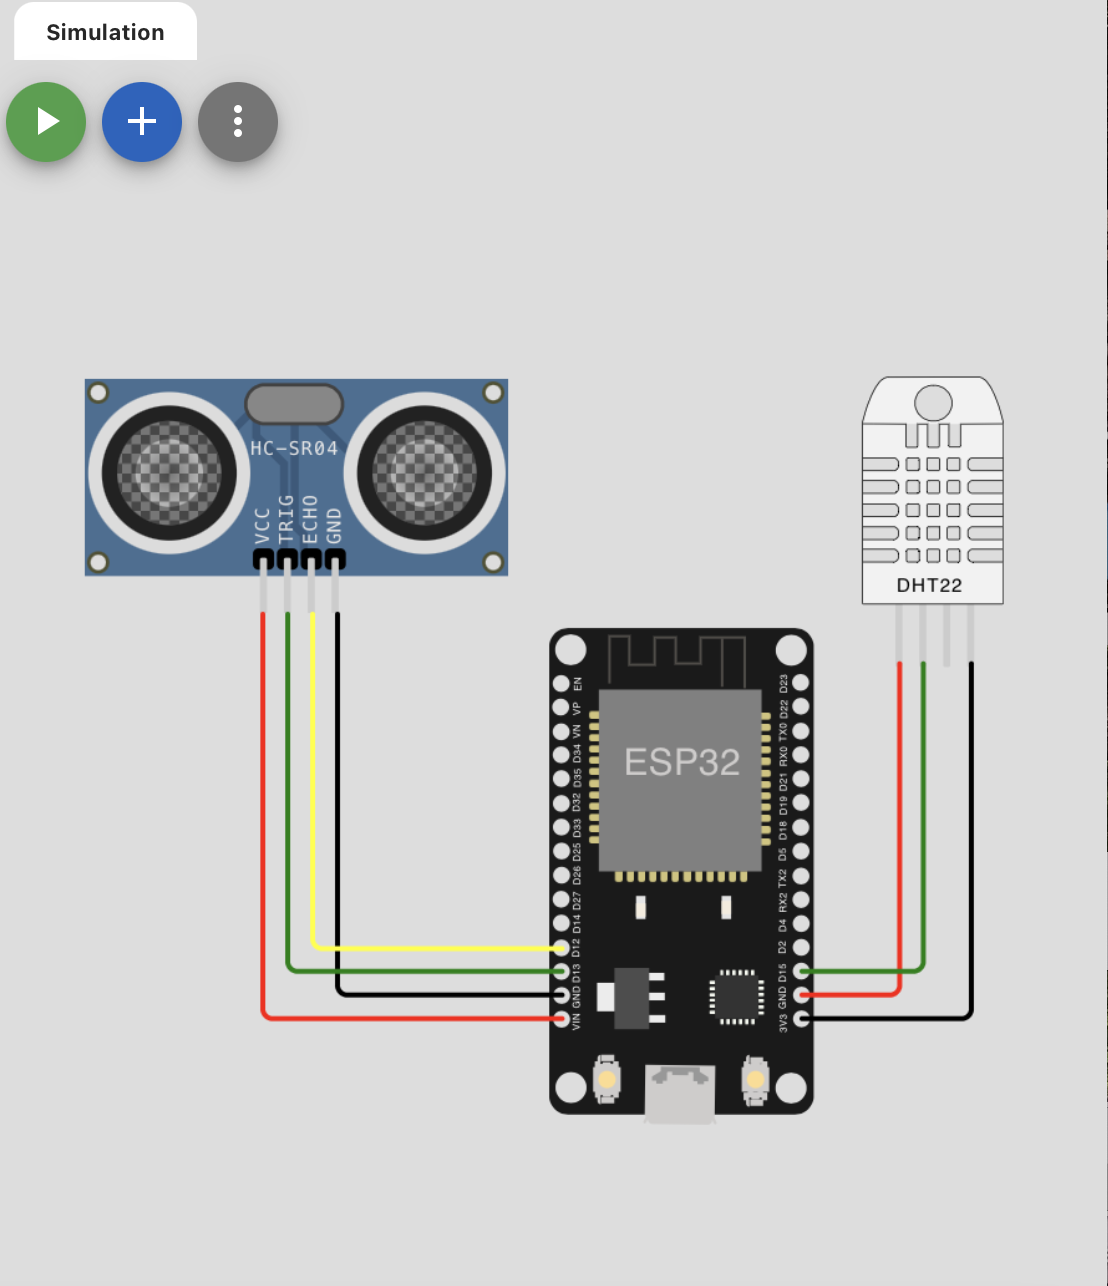 Simulation
HC-SR04
VCC
TRIG
ECHO
GND
DHT22
ESP32
EN
VP
VN
D34
D35
D32
D33
D25
D26
D27
D14
D12
D13
GND
VIN
D23
D22
TX0
RX0
D21
D19
D18
D5
TX2
RX2
D4
D2
D15
GND
3V3